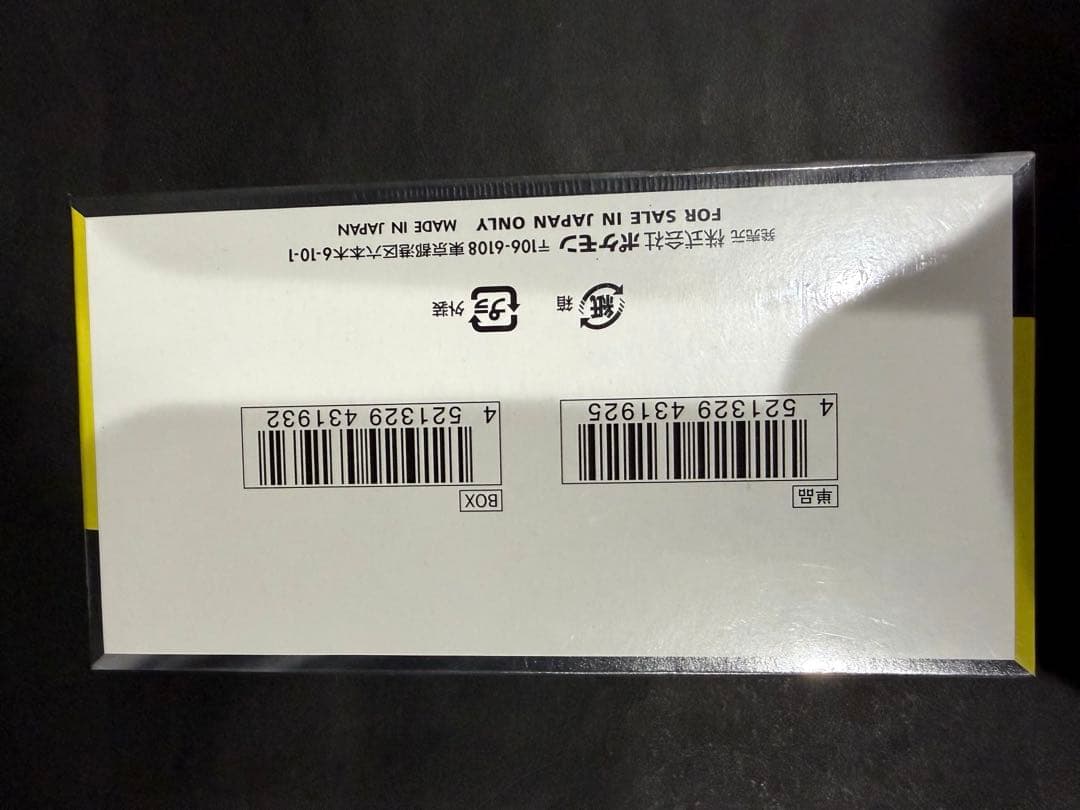 単品
4 521329 431925
BOX
4 521329 431932
紙 箱
プラ 外装
発売元 株式会社ポケモン 〒106-6108 東京都港区六本木6-10-1
FOR SALE IN JAPAN ONLY MADE IN JAPAN